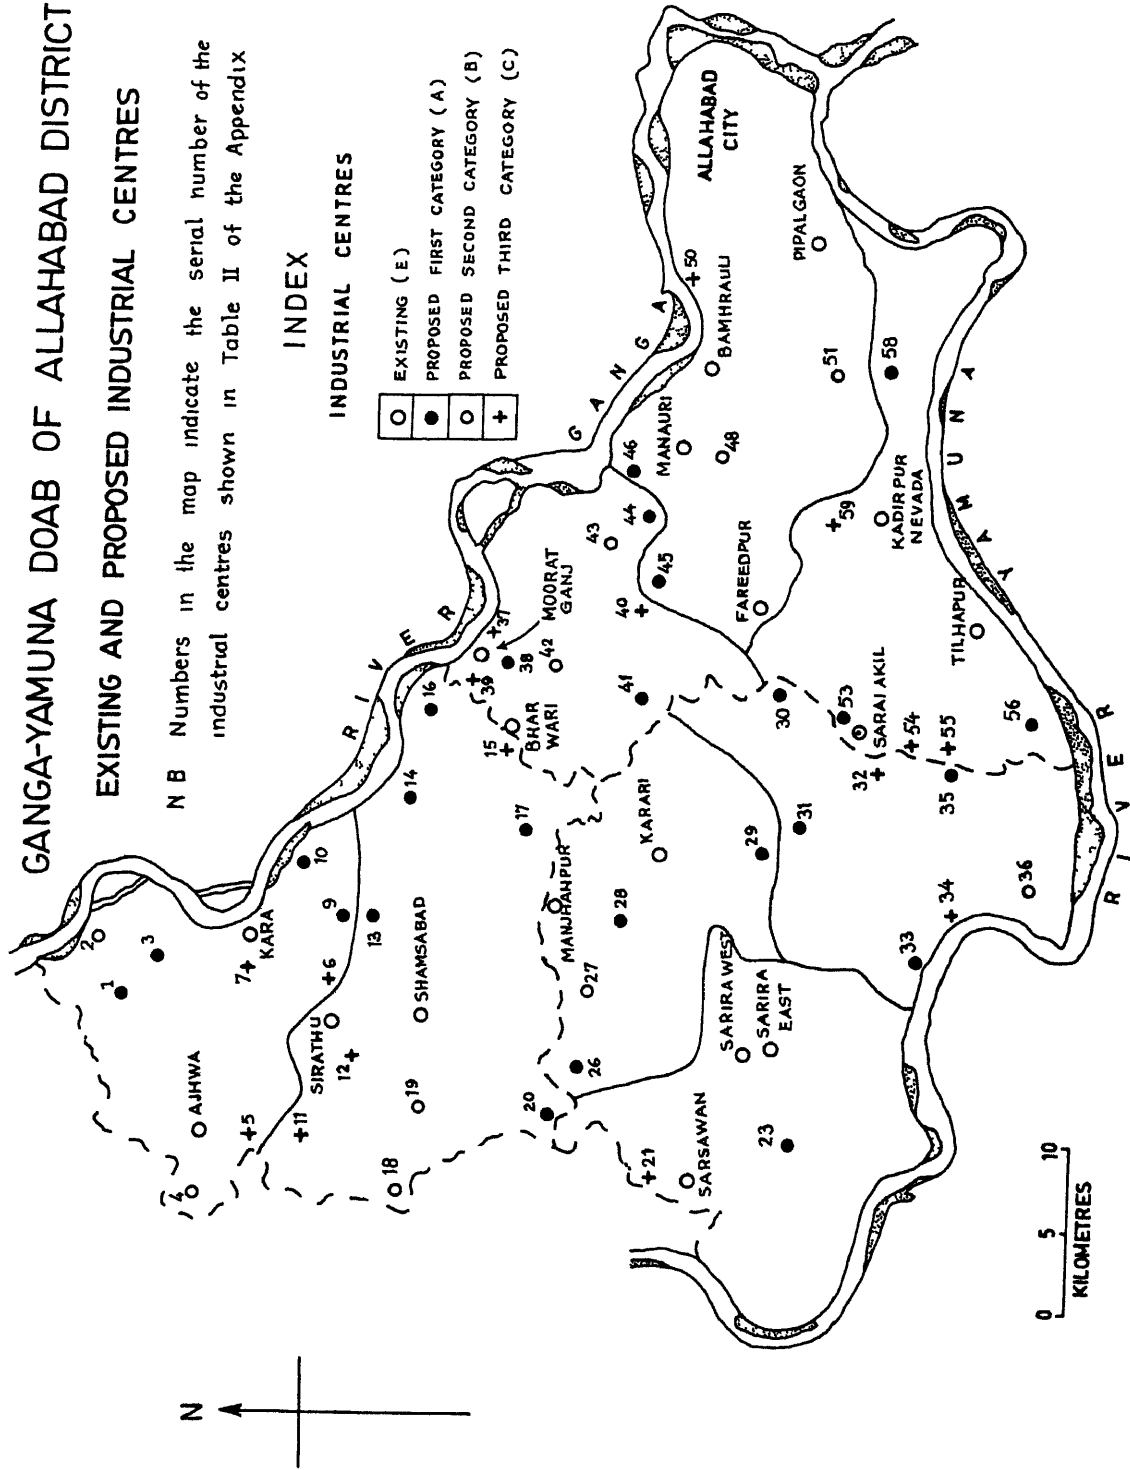 GANGA-YAMUNA DOAB OF ALLAHABAD DISTRICT
EXISTING AND PROPOSED INDUSTRIAL CENTRES
NB Numbers in the map indicate the serial number of the
industrial centres shown in Table II of the Appendix
INDEX
INDUSTRIAL CENTRES
EXISTING (E)
PROPOSED FIRST CATEGORY (A)
PROPOSED SECOND CATEGORY (B)
PROPOSED THIRD CATEGORY (C)
N
RIVER
GANGA
2
1
3
4
AJHWA
5
7
KARA
6
9
10
11
SIRATHU
12
13
14
16
SHAMSABAD
18
19
15
BHAR
WARI
39
37
38
MOORAT
GANJ
42
17
20
26
27
MANJHANPUR
28
21
SARSAWAN
23
SARIRA WEST
SARIRA
EAST
KARARI
41
40
43
44
45
46
MANAURI
48
50
BAMHRAULI
ALLAHABAD
CITY
PIPALGAON
51
58
59
FAREEDPUR
KADIRPUR
NEVADA
TILHAPUR
29
30
31
53
SARAI AKIL
32
54
55
35
56
33
34
36
RIVER
YAMUNA
0 5 10
KILOMETRES